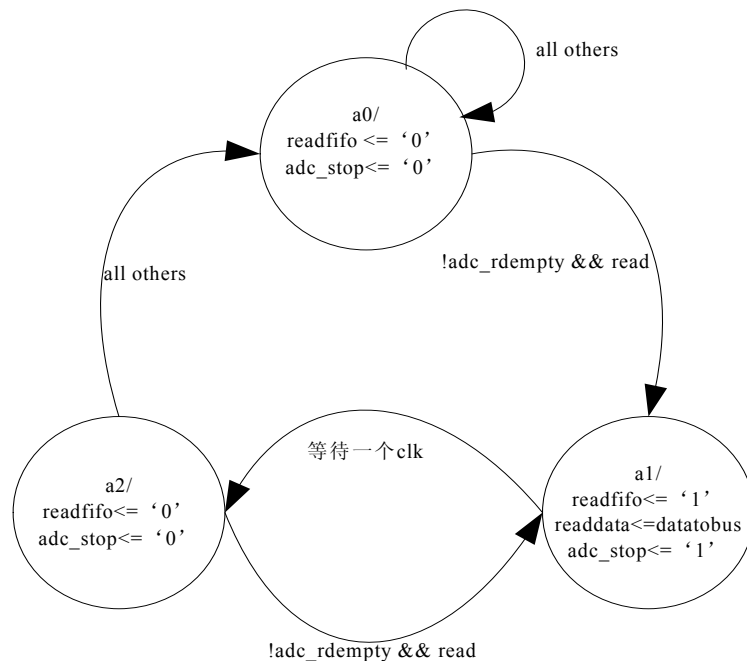 all others
a0/
readfifo <= ‘0’
adc_stop<= ‘0’
!adc_rdempty && read
all others
等待一个clk
a2/
readfifo<= ‘0’
adc_stop<= ‘0’
a1/
readfifo<= ‘1’
readdata<=datatobus
adc_stop<= ‘1’
!adc_rdempty && read